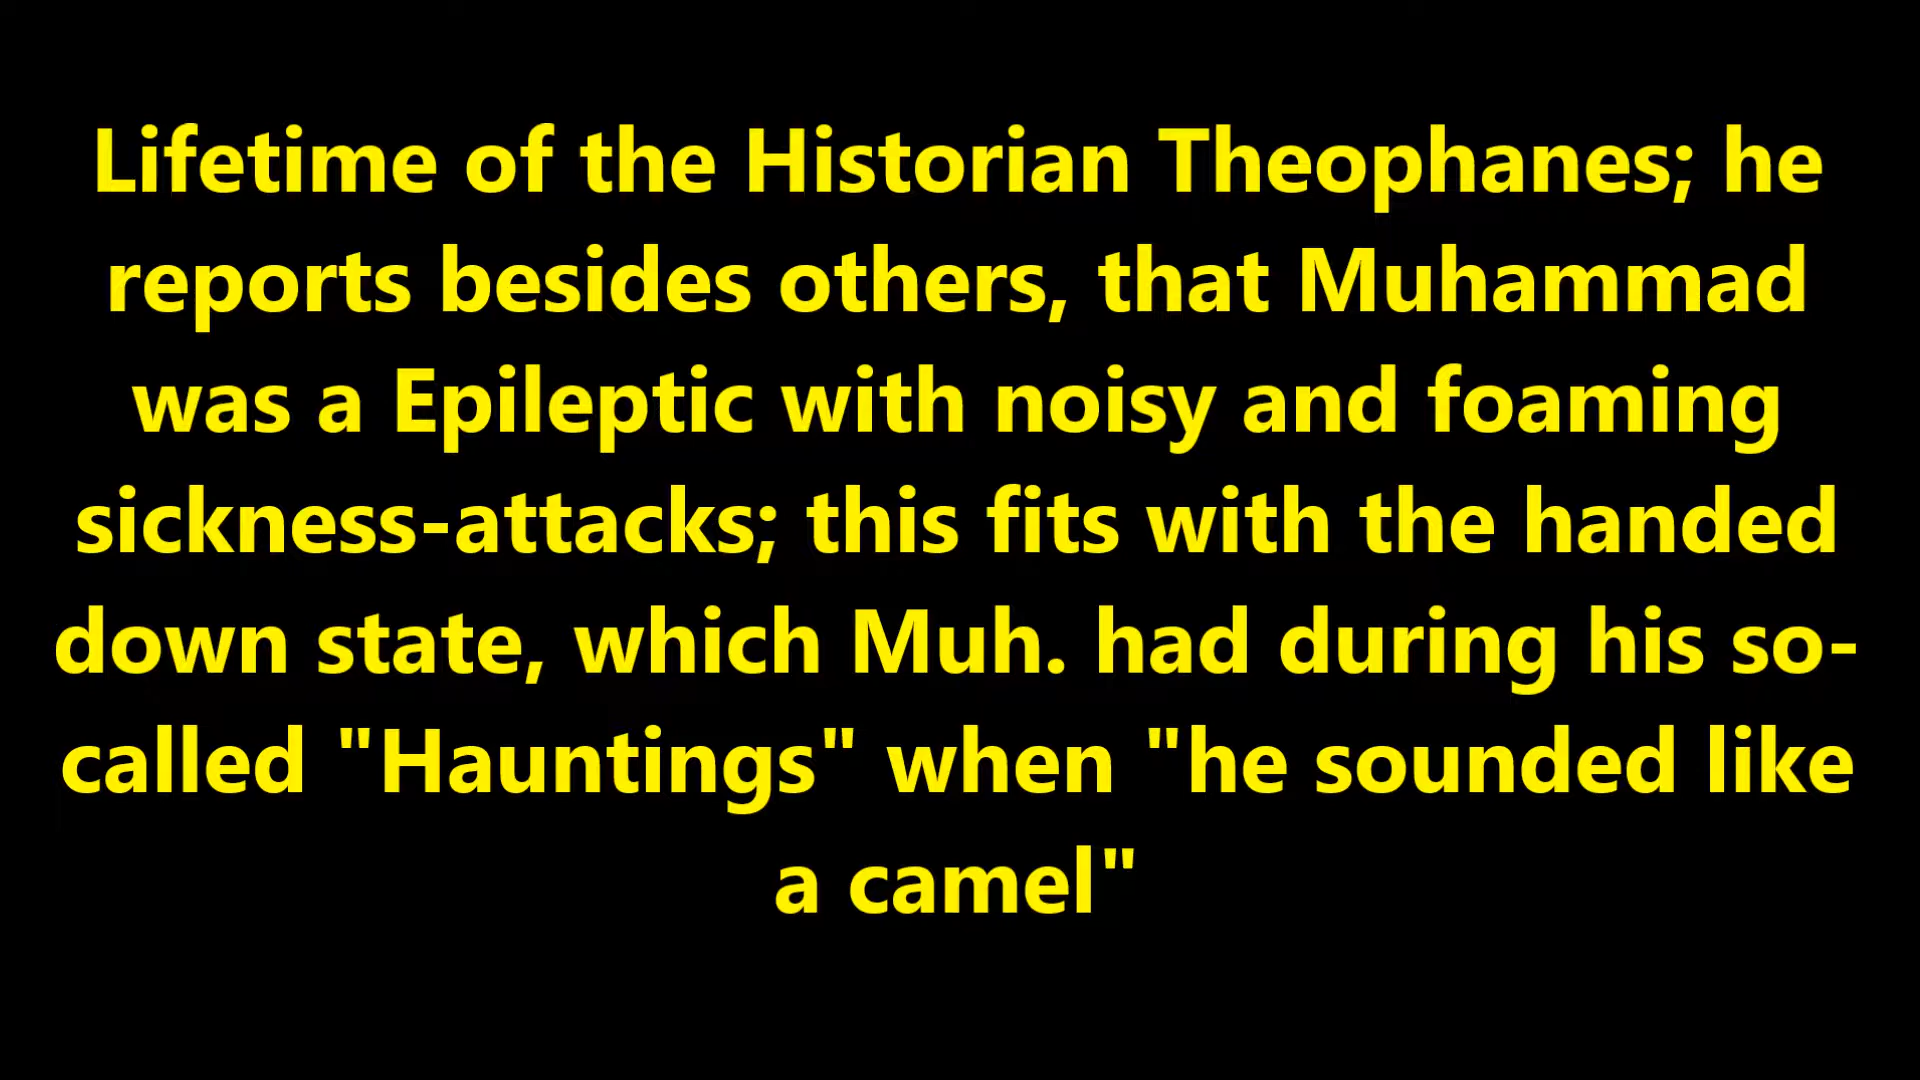 Lifetime of the Historian Theophanes; he
reports besides others, that Muhammad
was a Epileptic with noisy and foaming
sickness-attacks; this fits with the handed
down state, which Muh. had during his so-
called "Hauntings" when "he sounded like
a camel"